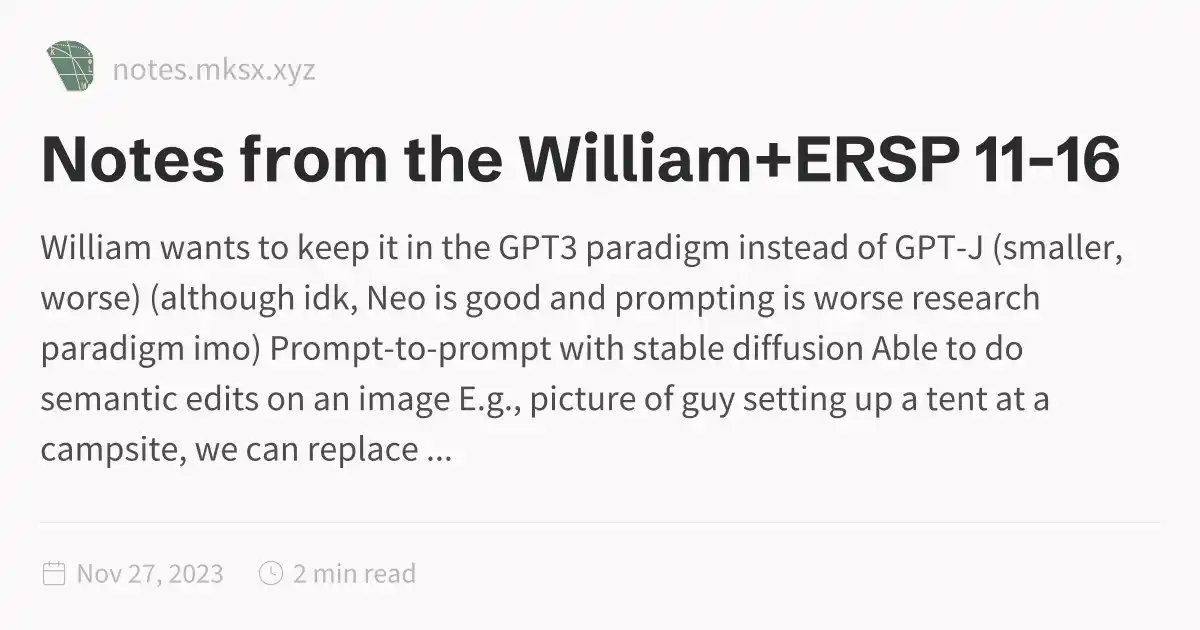 notes.mksx.xyz
Notes from the William+ERSP 11-16
William wants to keep it in the GPT3 paradigm instead of GPT-J (smaller,
worse) (although idk, Neo is good and prompting is worse research
paradigm imo) Prompt-to-prompt with stable diffusion Able to do
semantic edits on an image E.g., picture of guy setting up a tent at a
campsite, we can replace ...
Nov 27, 2023 2 min read